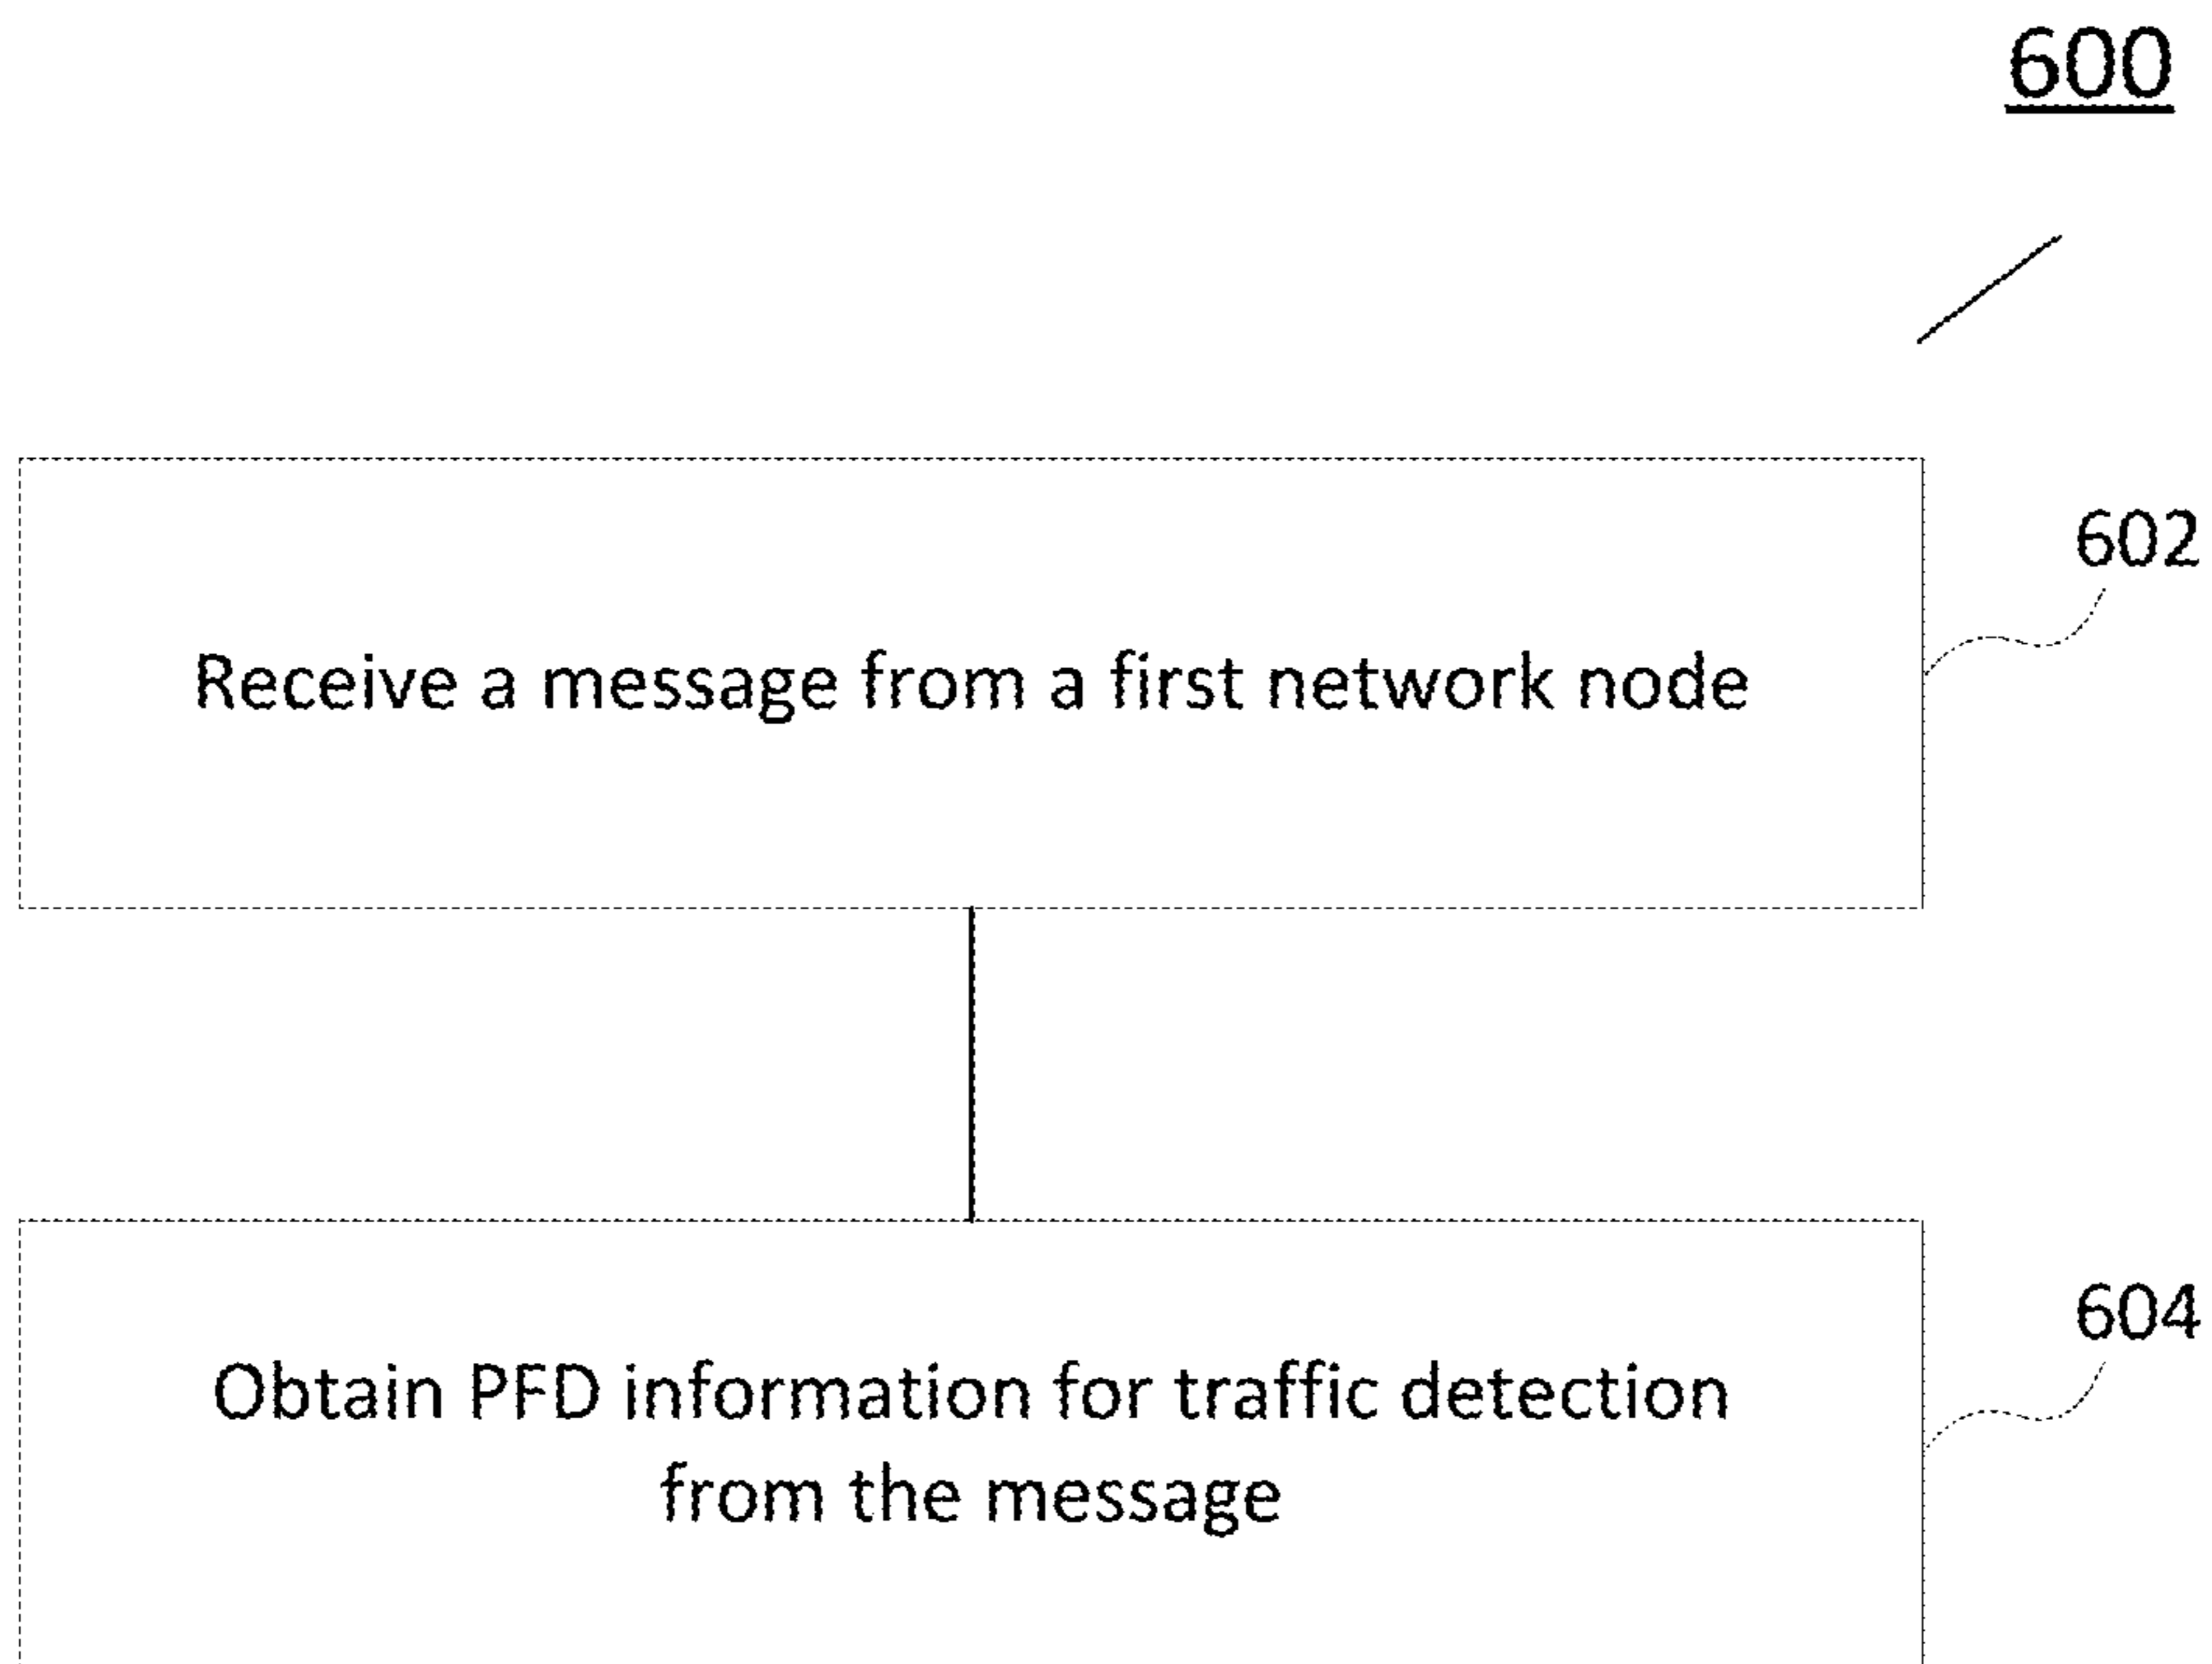 600
602
Receive a message from a first network node
604
Obtain PFD information for traffic detection
from the message